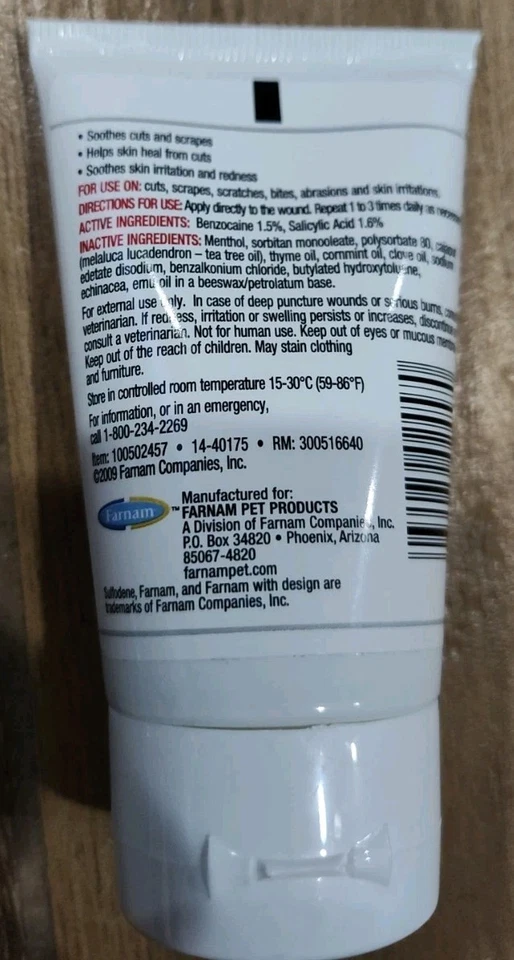 • Soothes cuts and scrapes
• Helps skin heal from cuts
• Soothes skin irritation and redness
FOR USE ON: cuts, scrapes, scratches, bites, abrasions and skin irritations.
DIRECTIONS FOR USE: Apply directly to the wound. Repeat 1 to 3 times daily as
ACTIVE INGREDIENTS: Benzocaine 1.5%, Salicylic Acid 1.6%
INACTIVE INGREDIENTS: Menthol, sorbitan monooleate, polysorbate 80,
(melaluca lucadendron – tea tree oil), thyme oil, cornmint oil, clove oil, sodium
edetate disodium, benzalkonium chloride, butylated hydroxytoluene,
echinacea, emu oil in a beeswax/petrolatum base.
For external use only. In case of deep puncture wounds or serious burns,
veterinarian. If redness, irritation or swelling persists or increases, discontinue
consult a veterinarian. Not for human use. Keep out of eyes or mucous
Keep out of the reach of children. May stain clothing
and furniture.
Store in controlled room temperature 15-30°C (59-86°F)
For information, or in an emergency,
call 1-800-234-2269
Item: 100502457 • 14-40175 • RM: 300516640
©2009 Farnam Companies, Inc.
Farnam™
Manufactured for:
FARNAM PET PRODUCTS
A Division of Farnam Companies, Inc.
P.O. Box 34820 • Phoenix, Arizona
85067-4820
farnampet.com
Sulfodene, Farnam, and Farnam with design are
trademarks of Farnam Companies, Inc.